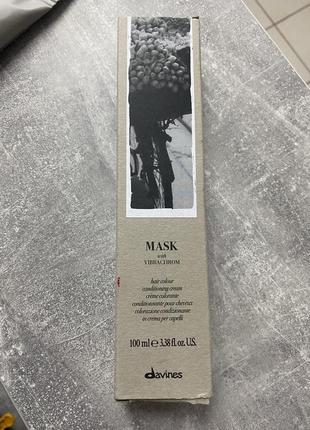 MASK
with
VIBRACHROM
hair colour
conditioning cream
crème colorante
conditionnante pour cheveux
colorazione condizionante
in crema per capelli
100 ml ℮ 3.38 fl. oz. U.S.
davines